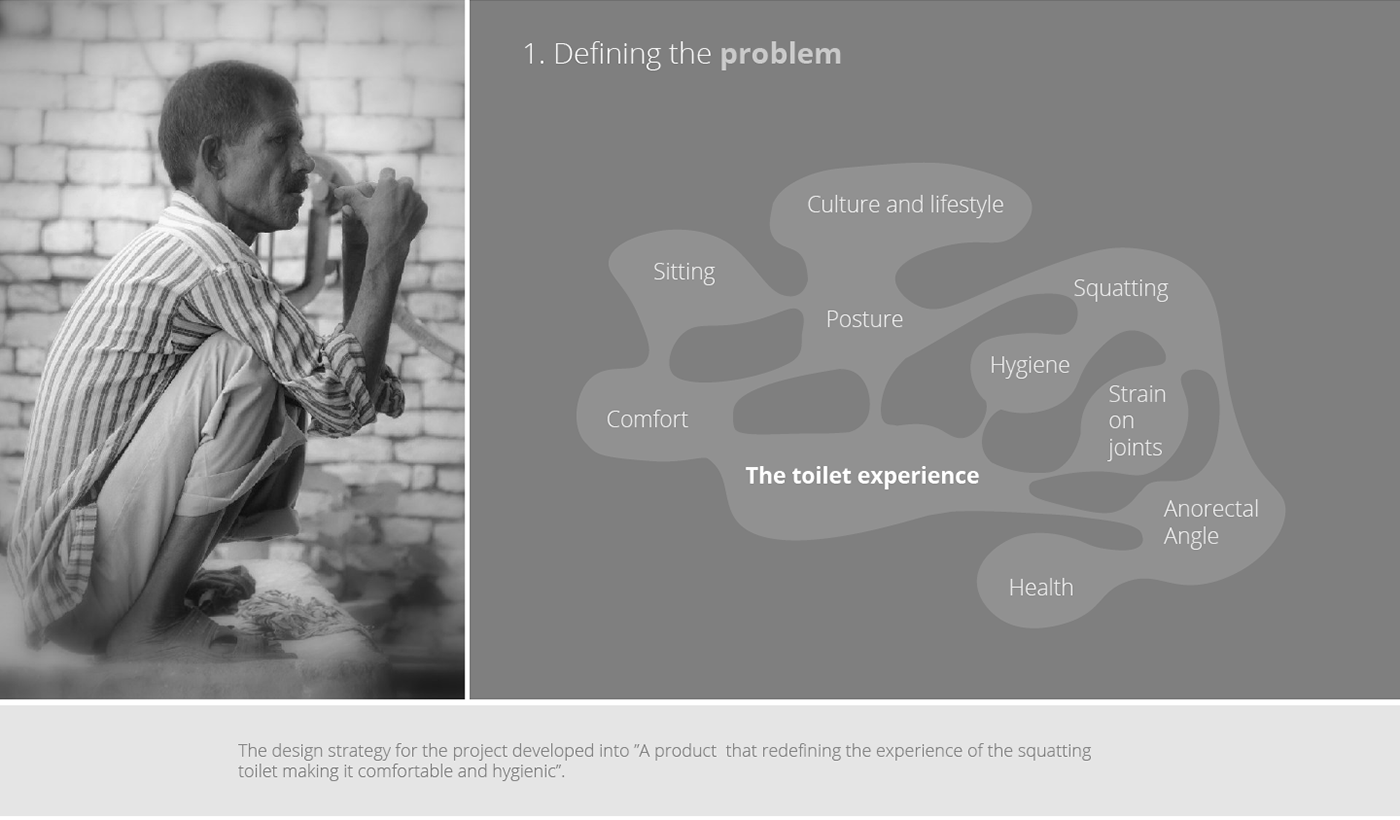 1. Defining the problem
Culture and lifestyle
Sitting
Squatting
Posture
Hygiene
Strain
on
joints
Comfort
The toilet experience
Anorectal
Angle
Health
The design strategy for the project developed into “A product  that redefining the experience of the squatting
toilet making it comfortable and hygienic”.